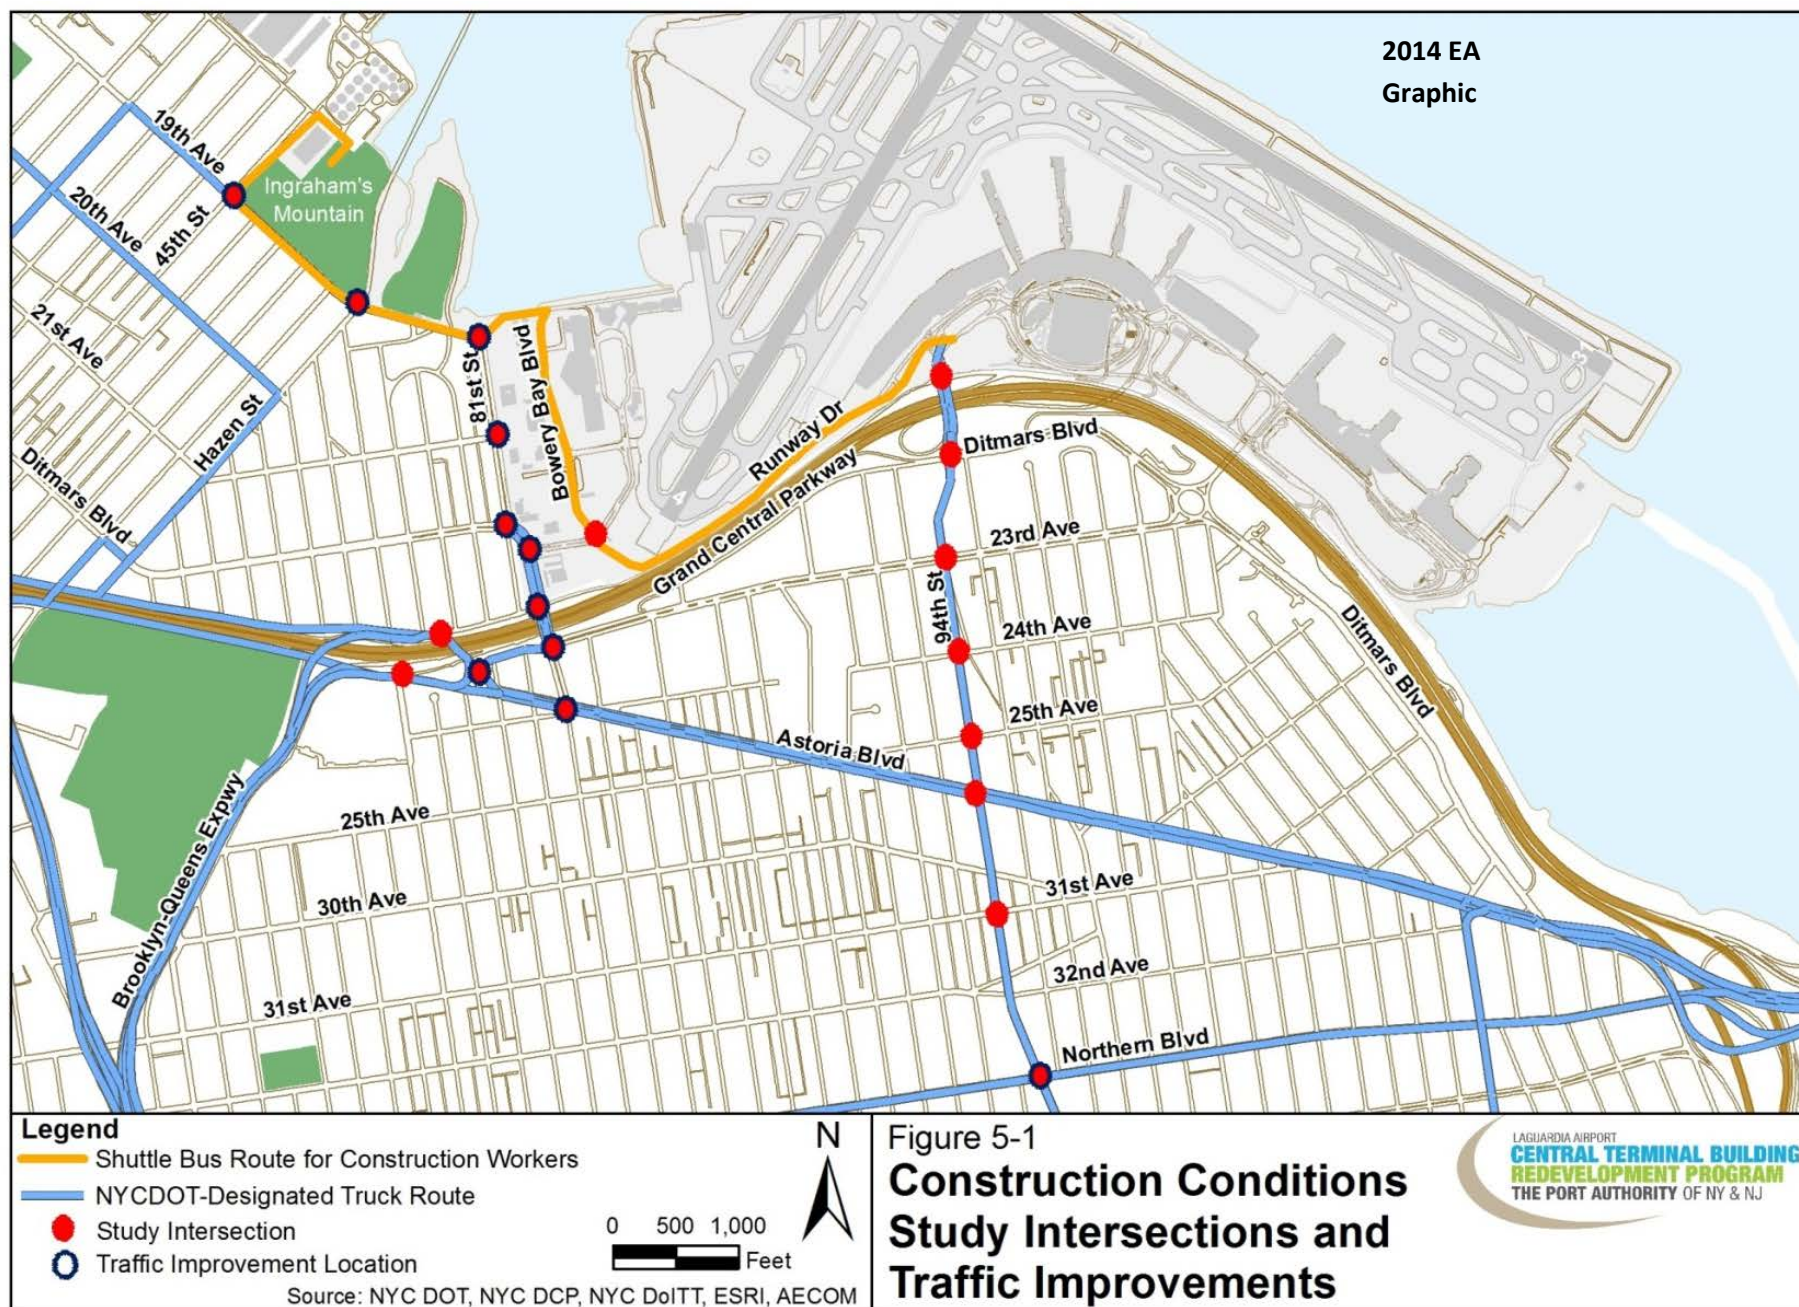 2014 EA
Graphic
19th Ave
Ingraham's
Mountain
20th Ave
45th St
21st Ave
Hazen St
Ditmars Blvd
81st St
Bowery Bay Blvd
Runway Dr
Grand Central Parkway
4
3
Ditmars Blvd
23rd Ave
94th St
24th Ave
Ditmars Blvd
25th Ave
Astoria Blvd
25th Ave
Brooklyn-Queens Expwy
30th Ave
31st Ave
31st Ave
32nd Ave
Northern Blvd
Legend
Shuttle Bus Route for Construction Workers
NYCDOT-Designated Truck Route
Study Intersection
Traffic Improvement Location
N
0 500 1,000
Feet
Source: NYC DOT, NYC DCP, NYC DoITT, ESRI, AECOM
Figure 5-1
Construction Conditions
Study Intersections and
Traffic Improvements
LAGUARDIA AIRPORT
CENTRAL TERMINAL BUILDING
REDEVELOPMENT PROGRAM
THE PORT AUTHORITY OF NY & NJ